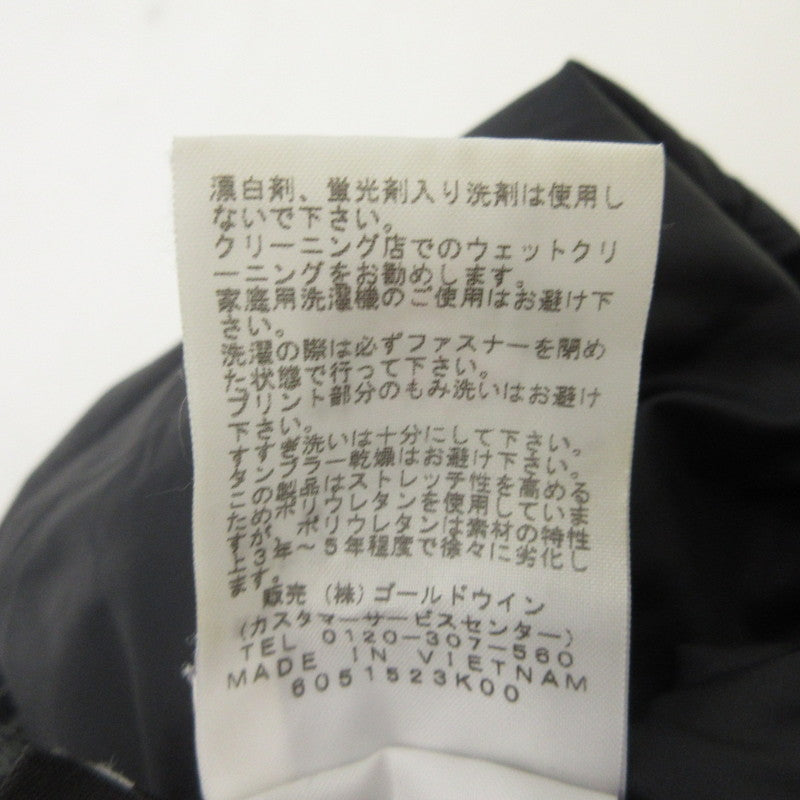 漂白剤、蛍光剤入り洗剤は使用し
ないで下さい。
クリーニング店でのウェットクリ
ーニングをお勧めします。
家庭用洗濯機のご使用はお避け下
さい。
洗濯の際は必ずファスナーを閉め
た状態で行って下さい。
プリント部分のもみ洗いはお避け
下さい。
すすぎ洗いは十分にして下さい。
タンブラー乾燥はお避け下さい。
この製品はストレッチ性を高める
ため、ポリウレタンを使用していま
すが、ポリウレタンは素材の特性
上3年～5年程度で徐々に劣化し
ます。
販売 (株)ゴールドウイン
(カスタマーサービスセンター)
TEL 0120-307-560
MADE IN VIETNAM
6051523K00